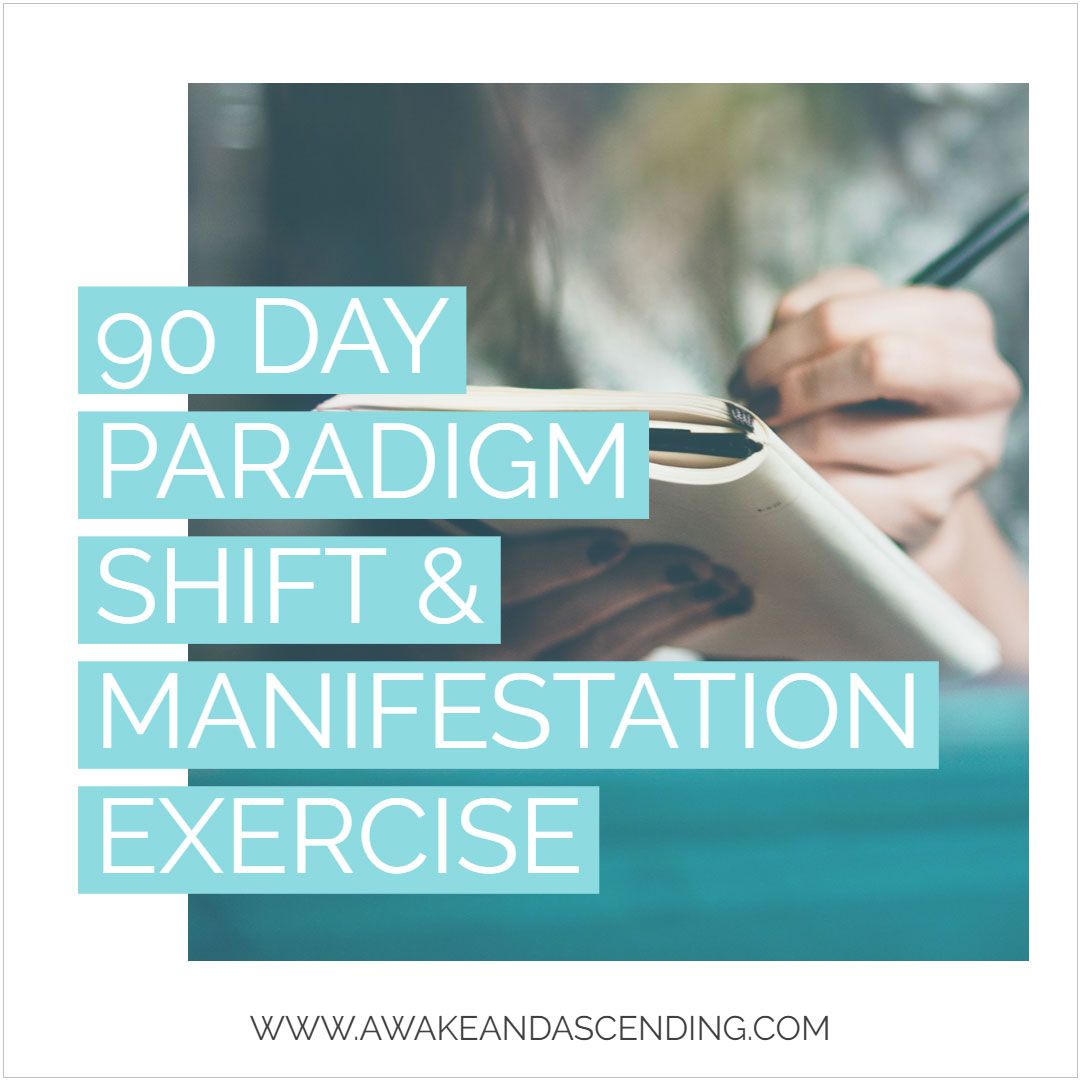 90 DAY
PARADIGM
SHIFT &
MANIFESTATION
EXERCISE
WWW.AWAKEANDASCENDING.COM